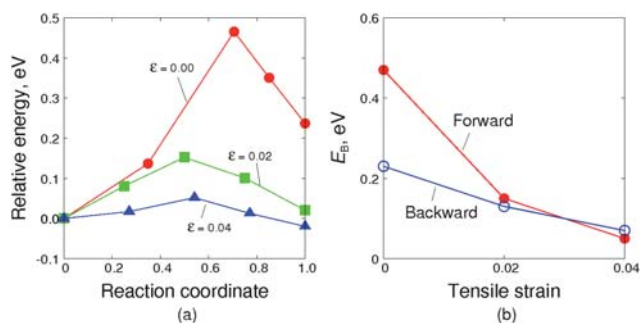 0.5
0.4
0.3
0.2
0.1
0.0
-0.1
Relative energy, eV
ε = 0.00
ε = 0.02
ε = 0.04
0.0 0.2 0.4 0.6 0.8 1.0
Reaction coordinate
(a)
0.6
0.4
0.2
0
E_B, eV
Forward
Backward
0 0.02 0.04
Tensile strain
(b)